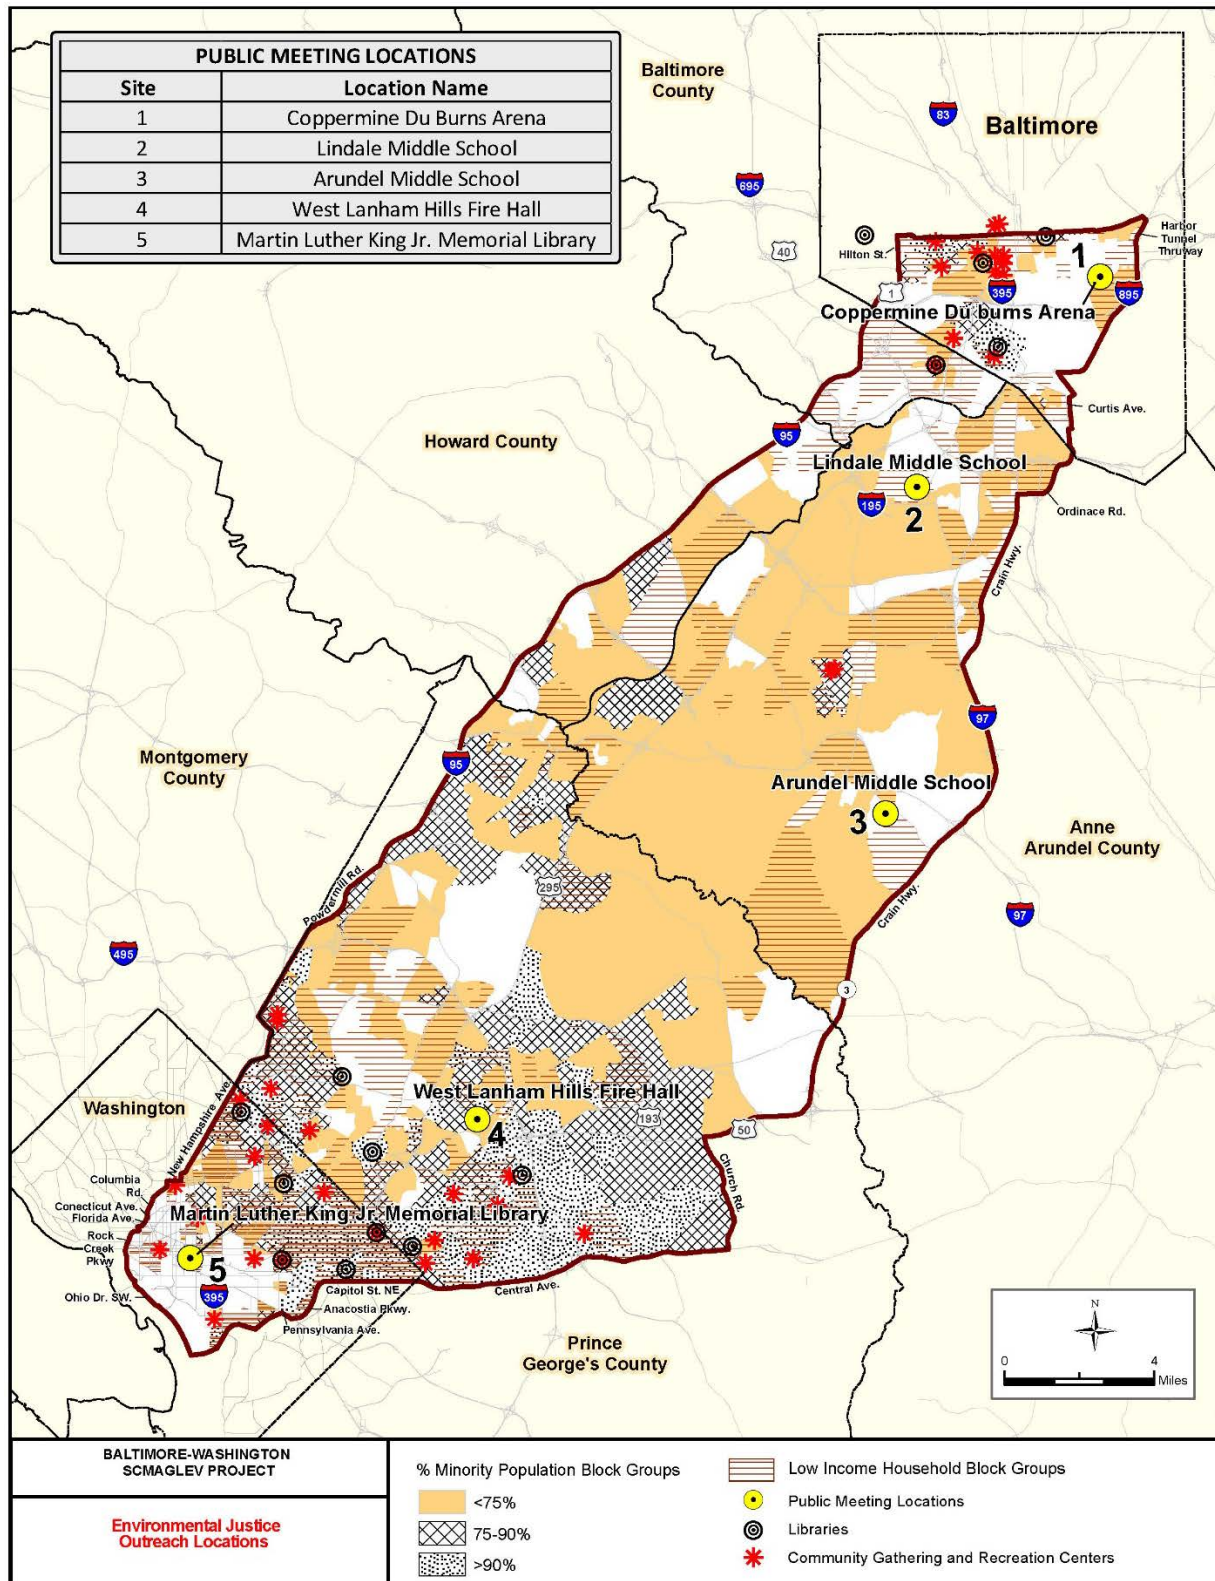 PUBLIC MEETING LOCATIONS
Site Location Name
1 Coppermine Du Burns Arena
2 Lindale Middle School
3 Arundel Middle School
4 West Lanham Hills Fire Hall
5 Martin Luther King Jr. Memorial Library
Baltimore
County
83
Baltimore
695
40
Hilton St.
Harbor
Tunnel
Thruway
1
1
395
895
Coppermine Du burns Arena
Curtis Ave.
Howard County
95
Lindale Middle School
195
2
Ordinace Rd.
Crain Hwy.
97
Montgomery
County
95
Arundel Middle School
3
Anne
Arundel County
295
Powdermill Rd.
Crain Hwy.
97
495
3
Washington
New Hampshire Ave.
West Lanham Hills Fire Hall
4
193
50
Church Rd.
Columbia
Rd.
Connecticut Ave.
Florida Ave.
Rock
Creek
Pkwy
Martin Luther King Jr. Memorial Library
5
395
Ohio Dr. SW.
Capitol St. NE.
Anacostia Pkwy.
Pennsylvania Ave.
Central Ave.
Prince
George's County
N
0 4
Miles
BALTIMORE-WASHINGTON
SCMAGLEV PROJECT
Environmental Justice
Outreach Locations
% Minority Population Block Groups
<75%
75-90%
>90%
Low Income Household Block Groups
Public Meeting Locations
Libraries
Community Gathering and Recreation Centers